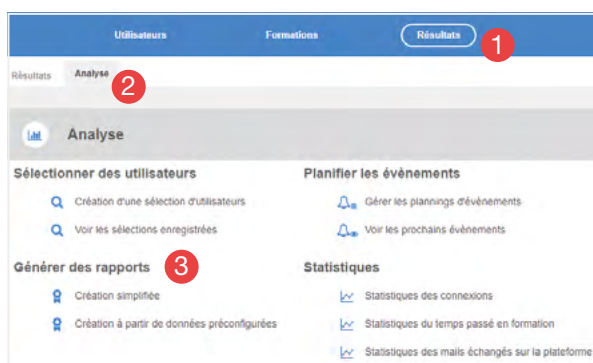 Utilisateurs Formations Résultats 1
Résultats Analyse 2
Analyse
Sélectionner des utilisateurs Planifier les évènements
Création d'une sélection d'utilisateurs Gérer les plannings d'évènements
Voir les sélections enregistrées Voir les prochains évènements
Générer des rapports 3 Statistiques
Création simplifiée Statistiques des connexions
Création à partir de données préconfigurées Statistiques du temps passé en formation
Statistiques des mails échangés sur la plateforme